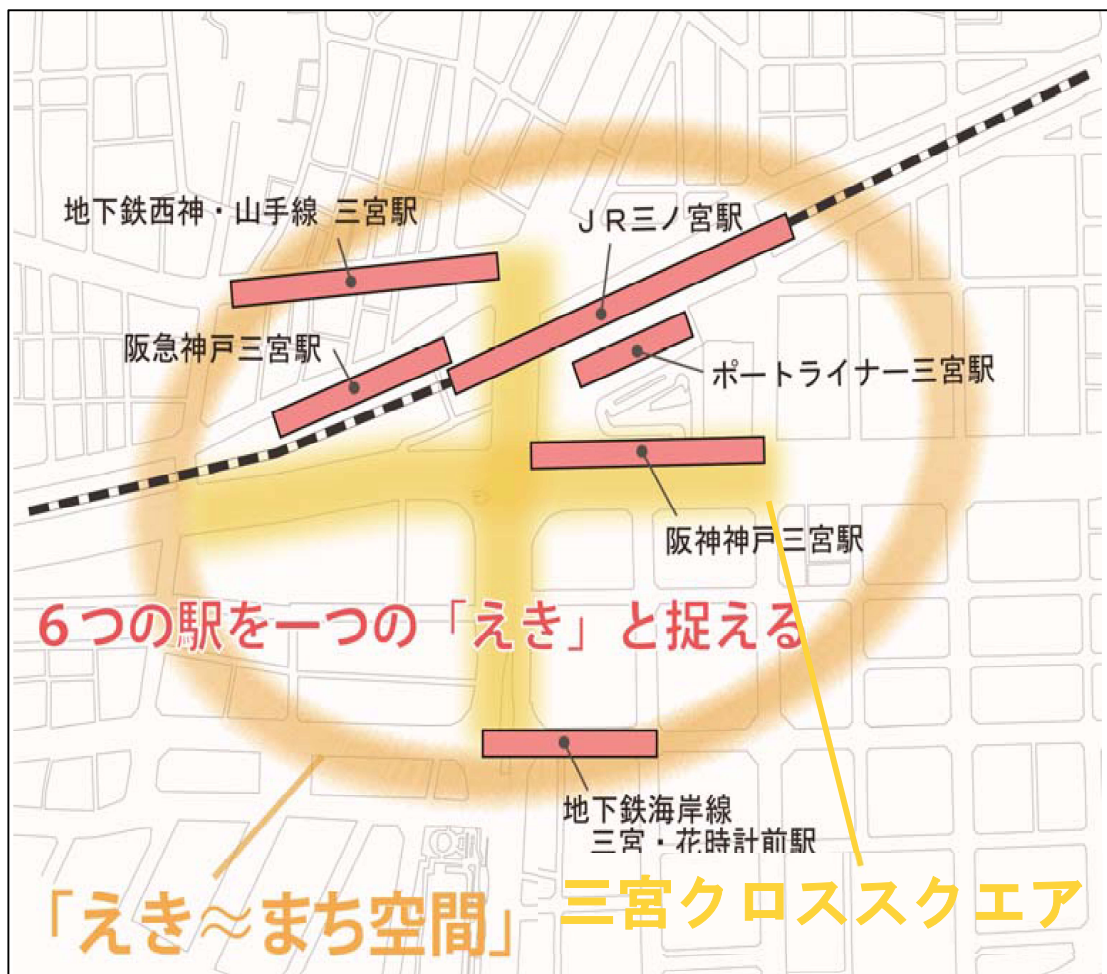 地下鉄西神・山手線 三宮駅
JR三ノ宮駅
阪急神戸三宮駅
ポートライナー三宮駅
阪神神戸三宮駅
6つの駅を一つの「えき」と捉える
地下鉄海岸線
三宮・花時計前駅
三宮クロススクエア
「えき～まち空間」